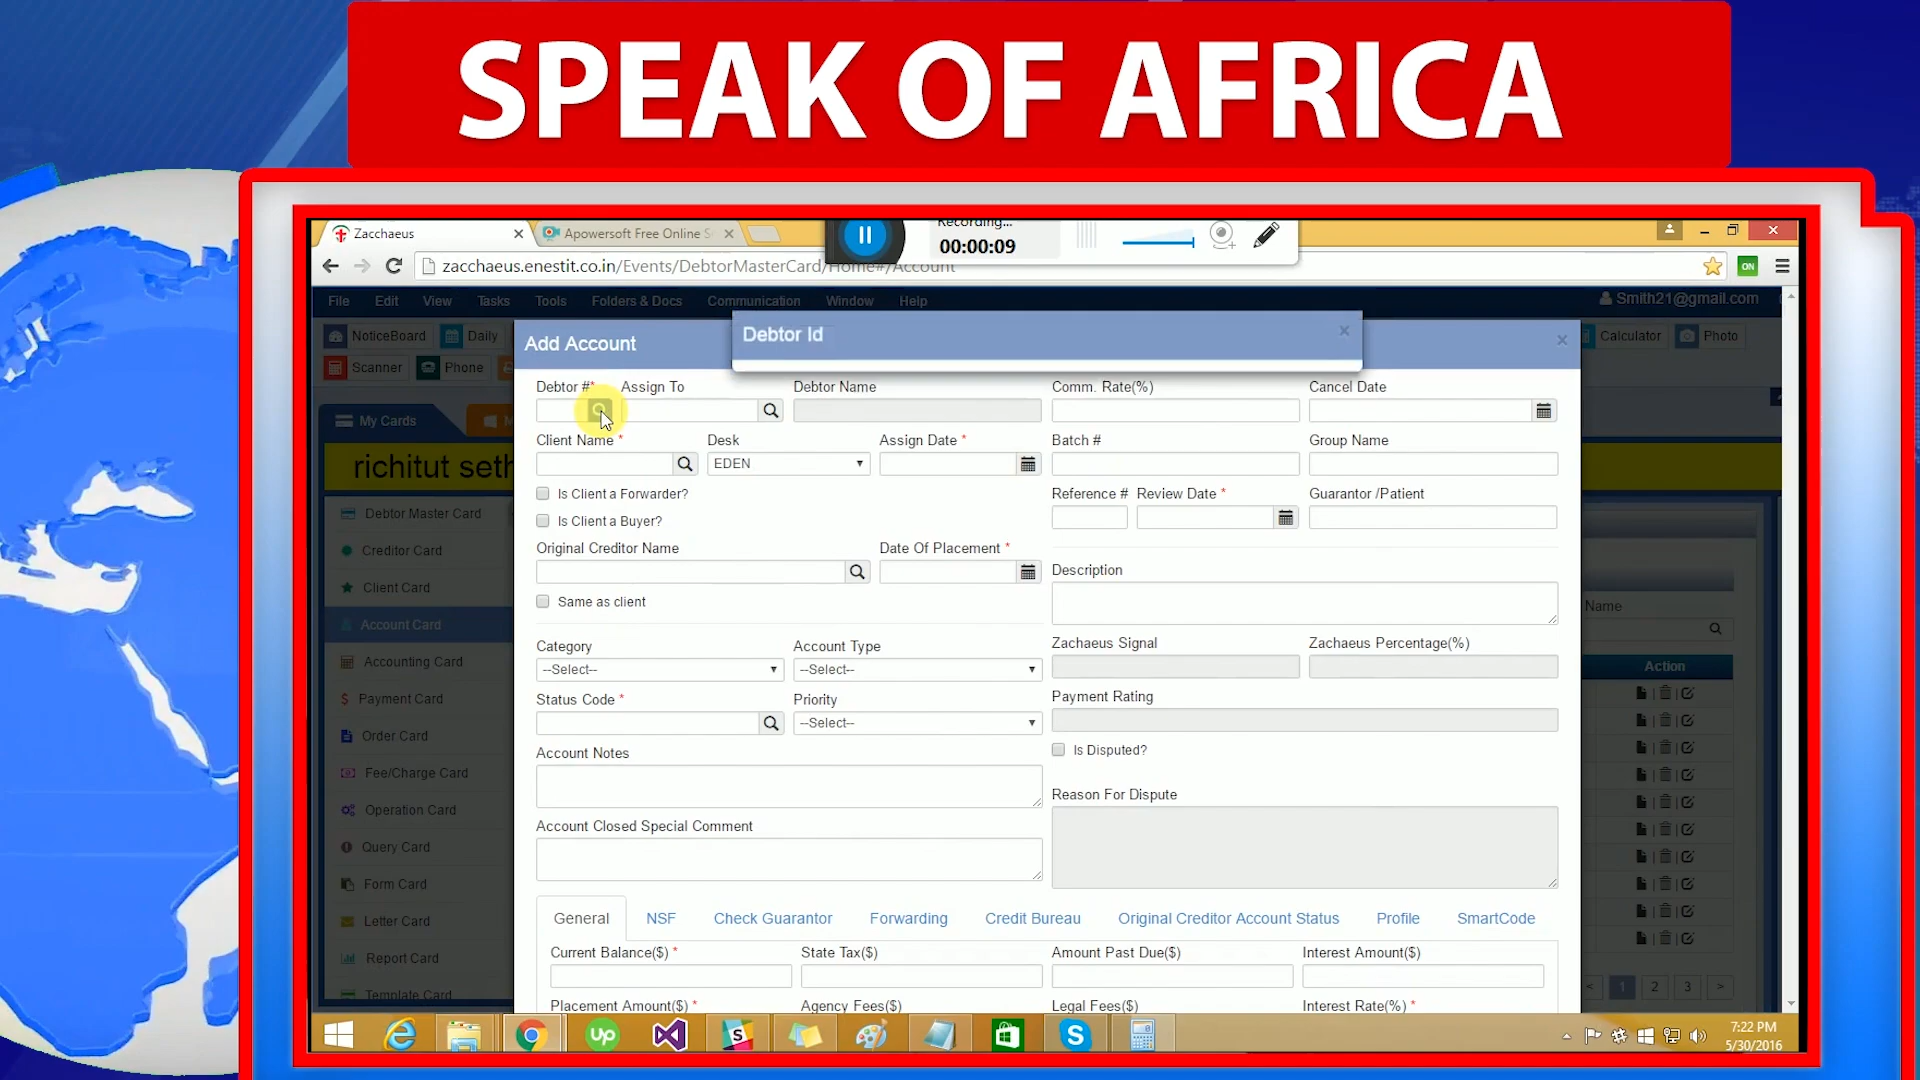 SPEAK OF AFRICA
Zacchaeus
Apowersoft Free Online S
Recording...
00:00:09
zacchaeus.enestit.co.in/Events/DebtorMasterCard/Home#/Account
ON
File Edit View Tasks Tools Folders & Docs Communication Window Help
Smith21@gmail.com
NoticeBoard Daily
Calculator Photo
Scanner Phone
Add Account
Debtor Id
My Cards
richitut seth
Debtor Master Card
Creditor Card
Client Card
Account Card
Accounting Card
Payment Card
Order Card
Fee/Charge Card
Operation Card
Query Card
Form Card
Letter Card
Report Card
Template Card
Debtor #* Assign To Debtor Name Comm. Rate(%) Cancel Date
Client Name * Desk Assign Date * Batch # Group Name
EDEN
Is Client a Forwarder?
Reference # Review Date * Guarantor /Patient
Is Client a Buyer?
Original Creditor Name Date Of Placement *
Description
Same as client
Category Account Type Zachaeus Signal Zachaeus Percentage(%)
--Select-- --Select--
Status Code * Priority Payment Rating
--Select--
Account Notes Is Disputed?
Reason For Dispute
Account Closed Special Comment
General NSF Check Guarantor Forwarding Credit Bureau Original Creditor Account Status Profile SmartCode
Current Balance($) * State Tax($) Amount Past Due($) Interest Amount($)
Placement Amount($) * Agency Fees($) Legal Fees($) Interest Rate(%) *
Name
Action
< 1 2 3 >
Up
7:22 PM
5/30/2016